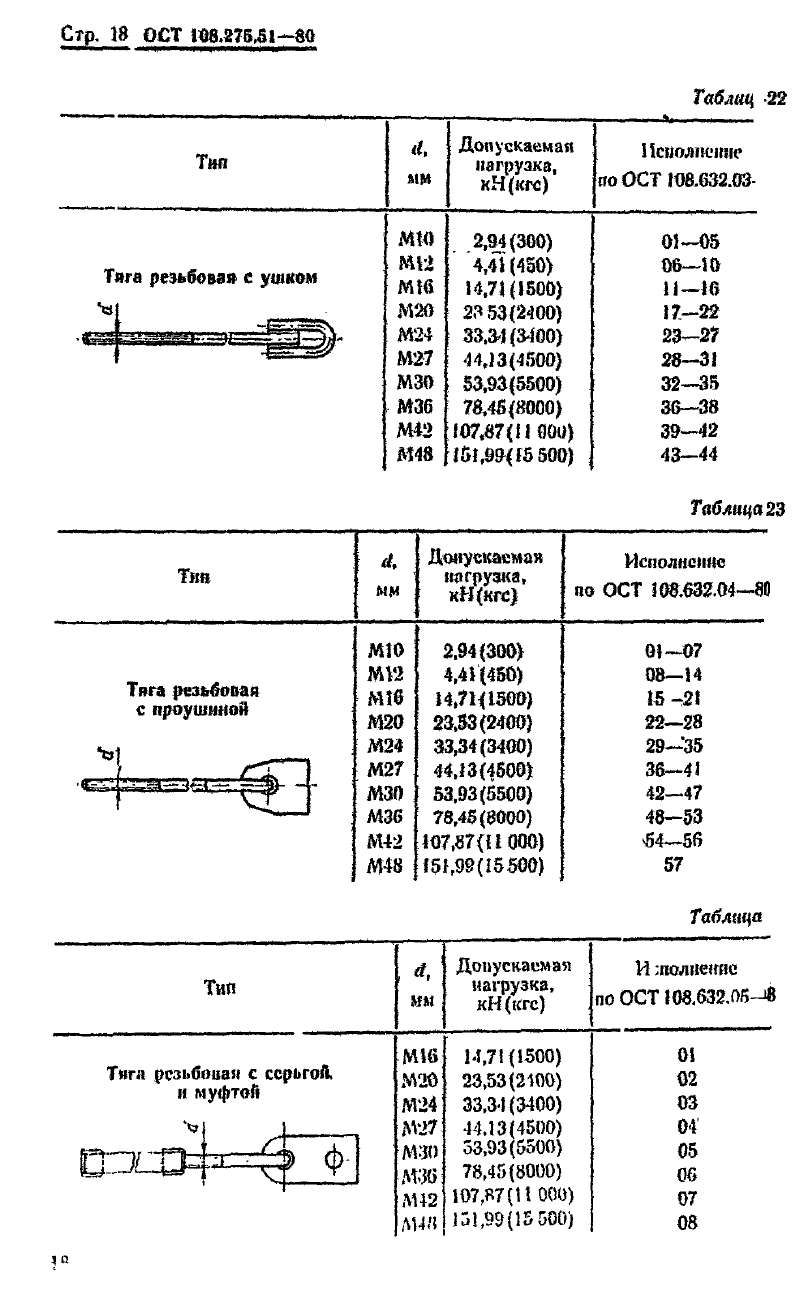 Стр. 18 ОСТ 108.275.51—80
Таблиц 22
Тип
d, мм
Допускаемая нагрузка, кН (кгс)
Исполнение по ОСТ 108.632.03-
Тяга резьбовая с ушком
d
М10 2,94 (300) 01—05
М12 4,41 (450) 06—10
М16 14,71 (1500) 11—16
М20 23 53 (2400) 17—22
М24 33,34 (3400) 23—27
М27 44,13 (4500) 28—31
М30 53,93 (5500) 32—35
М36 78,45 (8000) 36—38
М42 107,87 (11 000) 39—42
М48 151,99 (15 500) 43—44
Таблица 23
Тип
d, мм
Допускаемая нагрузка, кН (кгс)
Исполнение по ОСТ 108.632.04—80
Тяга резьбовая
с проушиной
d
М10 2,94 (300) 01—07
М12 4,41 (450) 08—14
М16 14,71 (1500) 15—21
М20 23,53 (2400) 22—28
М24 33,34 (3400) 29—35
М27 44,13 (4500) 36—41
М30 53,93 (5500) 42—47
М36 78,45 (8000) 48—53
М42 107,87 (11 000) 54—56
М48 151,99 (15 500) 57
Таблица
Тип
d, мм
Допускаемая нагрузка, кН (кгс)
Исполнение по ОСТ 108.632.05—8
Тяга резьбовая с серьгой
и муфтой
d
М16 14,71 (1500) 01
М20 23,53 (2400) 02
М24 33,34 (3400) 03
М27 44,13 (4500) 04
М30 53,93 (5500) 05
М36 78,45 (8000) 06
М42 107,87 (11 000) 07
М48 151,99 (15 500) 08